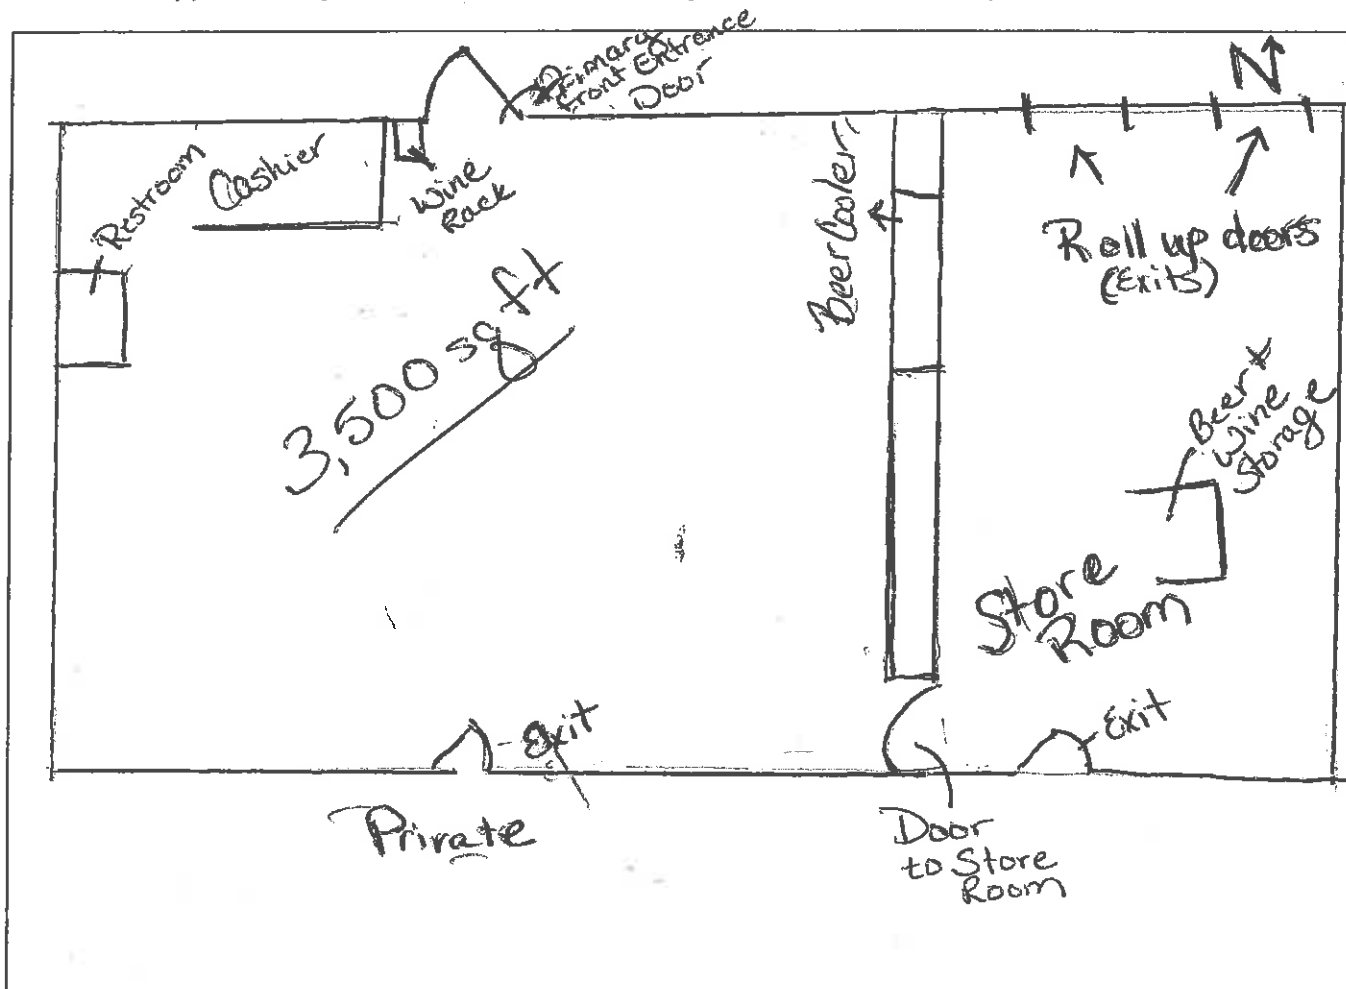 Primary
Front Entrance
Door
N
Restroom
Cashier
Wine
Rack
Beer Cooler
Roll up doors
(Exits)
3,500 sq ft
Beer &
Wine
Storage
Store
Room
Exit
Exit
Private
Door
to Store
Room